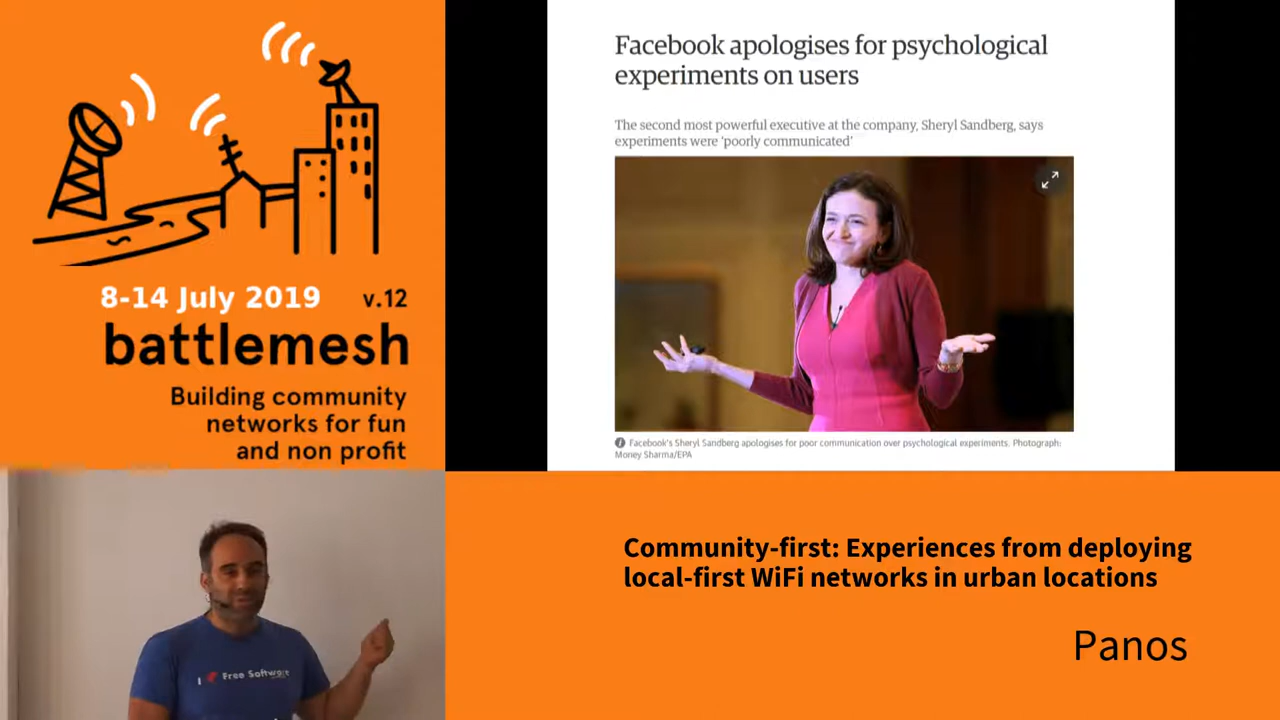 8-14 July 2019 v.12
battlemesh
Building community
networks for fun
and non profit
Facebook apologises for psychological
experiments on users
The second most powerful executive at the company, Sheryl Sandberg, says
experiments were ‘poorly communicated’
Facebook's Sheryl Sandberg apologises for poor communication over psychological experiments. Photograph:
Money Sharma/EPA
I Free Software
Community-first: Experiences from deploying
local-first WiFi networks in urban locations
Panos